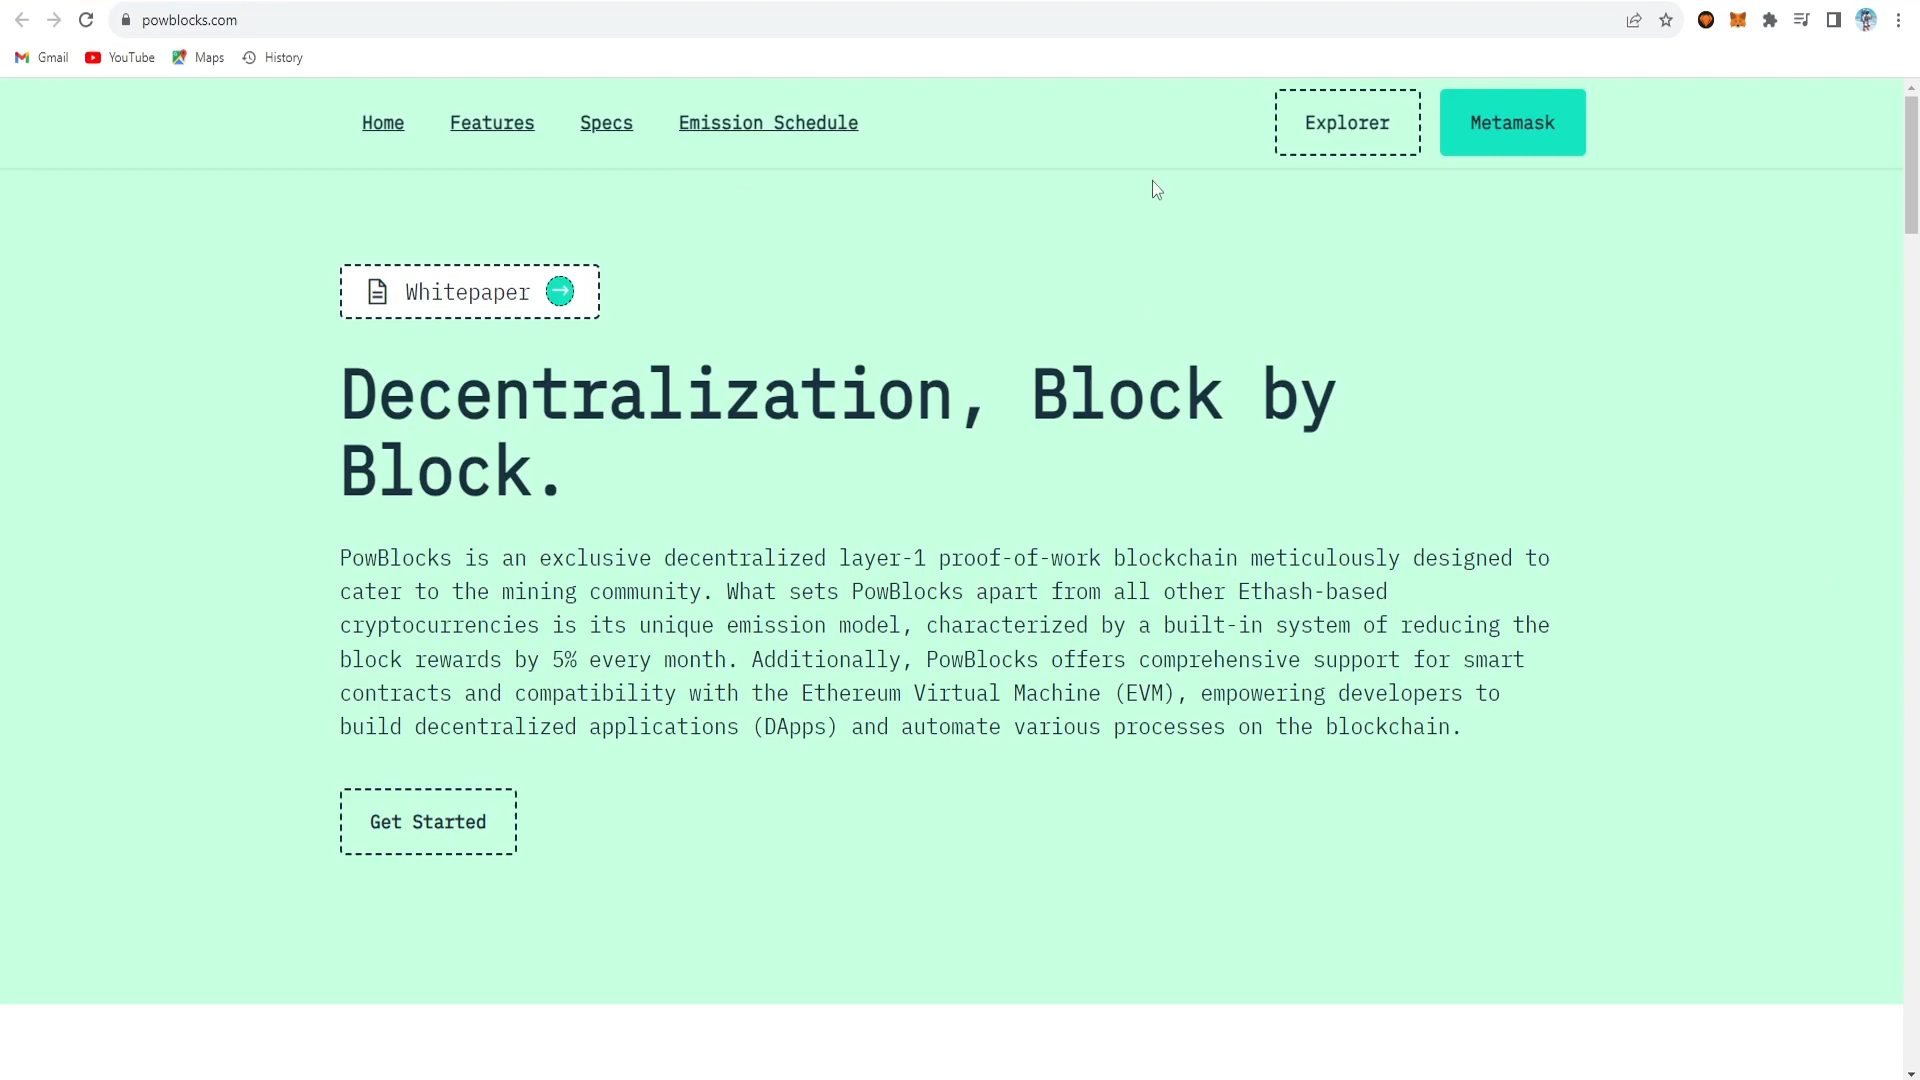 powblocks.com
Gmail YouTube Maps History
Home Features Specs Emission Schedule Explorer Metamask
Whitepaper
Decentralization, Block by
Block.
PowBlocks is an exclusive decentralized layer-1 proof-of-work blockchain meticulously designed to
cater to the mining community. What sets PowBlocks apart from all other Ethash-based
cryptocurrencies is its unique emission model, characterized by a built-in system of reducing the
block rewards by 5% every month. Additionally, PowBlocks offers comprehensive support for smart
contracts and compatibility with the Ethereum Virtual Machine (EVM), empowering developers to
build decentralized applications (DApps) and automate various processes on the blockchain.
Get Started